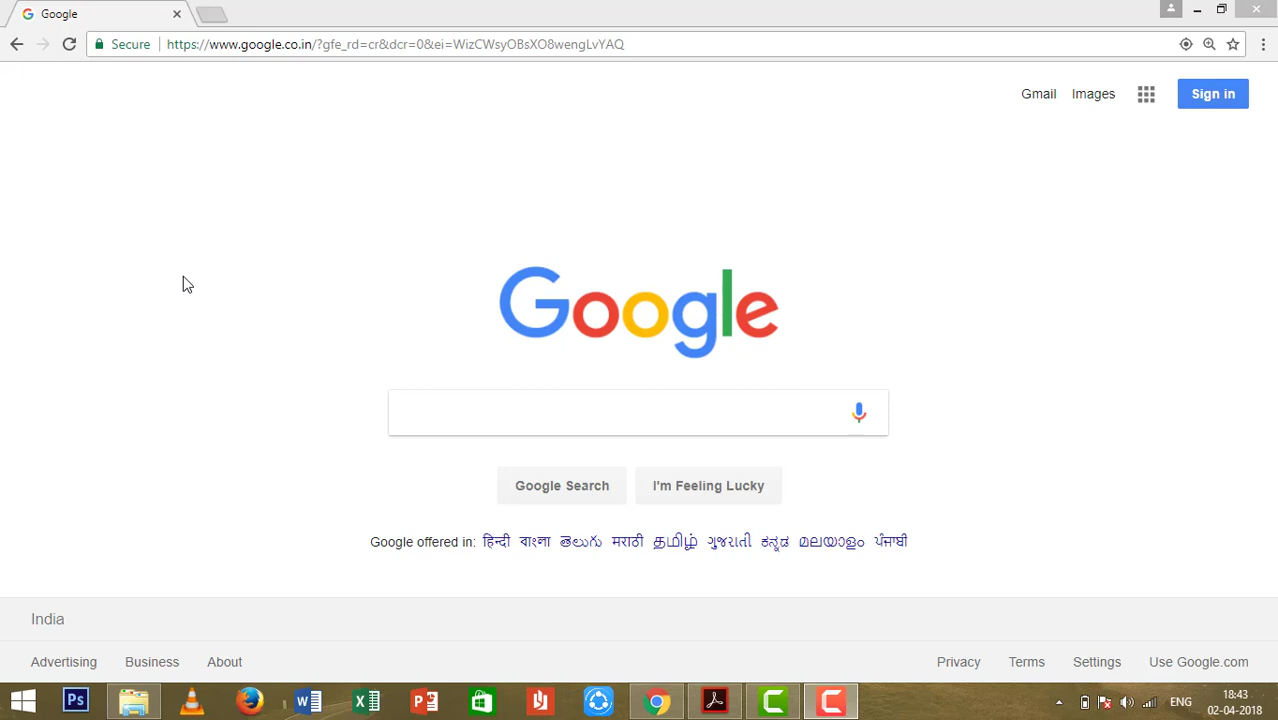 Google
Secure https://www.google.co.in/?gfe_rd=cr&dcr=0&ei=WizCWsyOBsXO8wengLvYAQ
Gmail Images Sign in
Google
Google Search I'm Feeling Lucky
Google offered in: हिन्दी বাংলা తెలుగు मराठी தமிழ் ગુજરાતી ಕನ್ನಡ മലയാളം ਪੰਜਾਬੀ
India
Advertising Business About Privacy Terms Settings Use Google.com
Ps ENG 18:43
02-04-2018